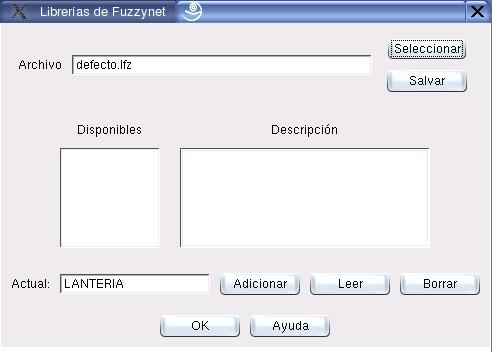 Librerías de Fuzzynet
Seleccionar
Archivo defecto.lfz
Salvar
Disponibles Descripción
Actual: LANTERIA Adicionar Leer Borrar
OK Ayuda